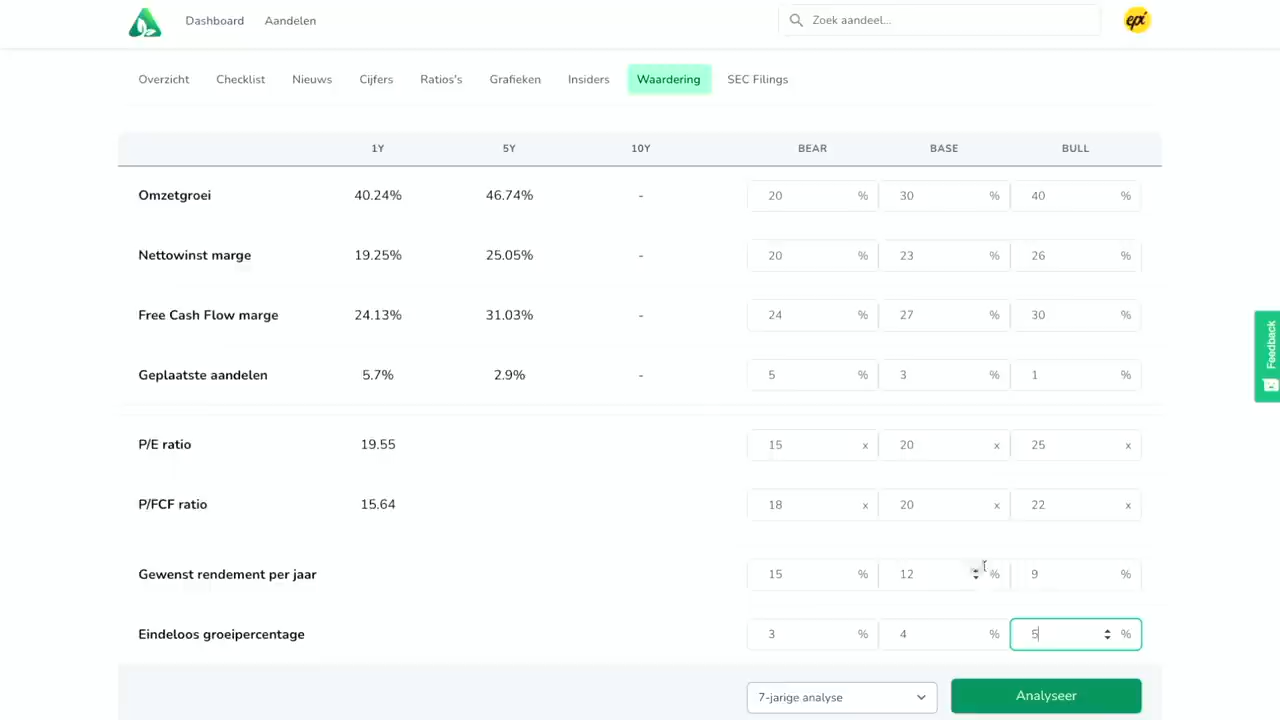 Dashboard Aandelen Zoek aandeel... epi
Overzicht Checklist Nieuws Cijfers Ratios's Grafieken Insiders Waardering SEC Filings
1Y 5Y 10Y BEAR BASE BULL
Omzetgroei 40.24% 46.74% - 20 % 30 % 40 %
Nettowinst marge 19.25% 25.05% - 20 % 23 % 26 %
Free Cash Flow marge 24.13% 31.03% - 24 % 27 % 30 %
Feedback
Geplaatste aandelen 5.7% 2.9% - 5 % 3 % 1 %
P/E ratio 19.55 15 x 20 x 25 x
P/FCF ratio 15.64 18 x 20 x 22 x
Gewenst rendement per jaar 15 % 12 % 9 %
Eindeloos groeipercentage 3 % 4 % 5 %
7-jarige analyse Analyseer